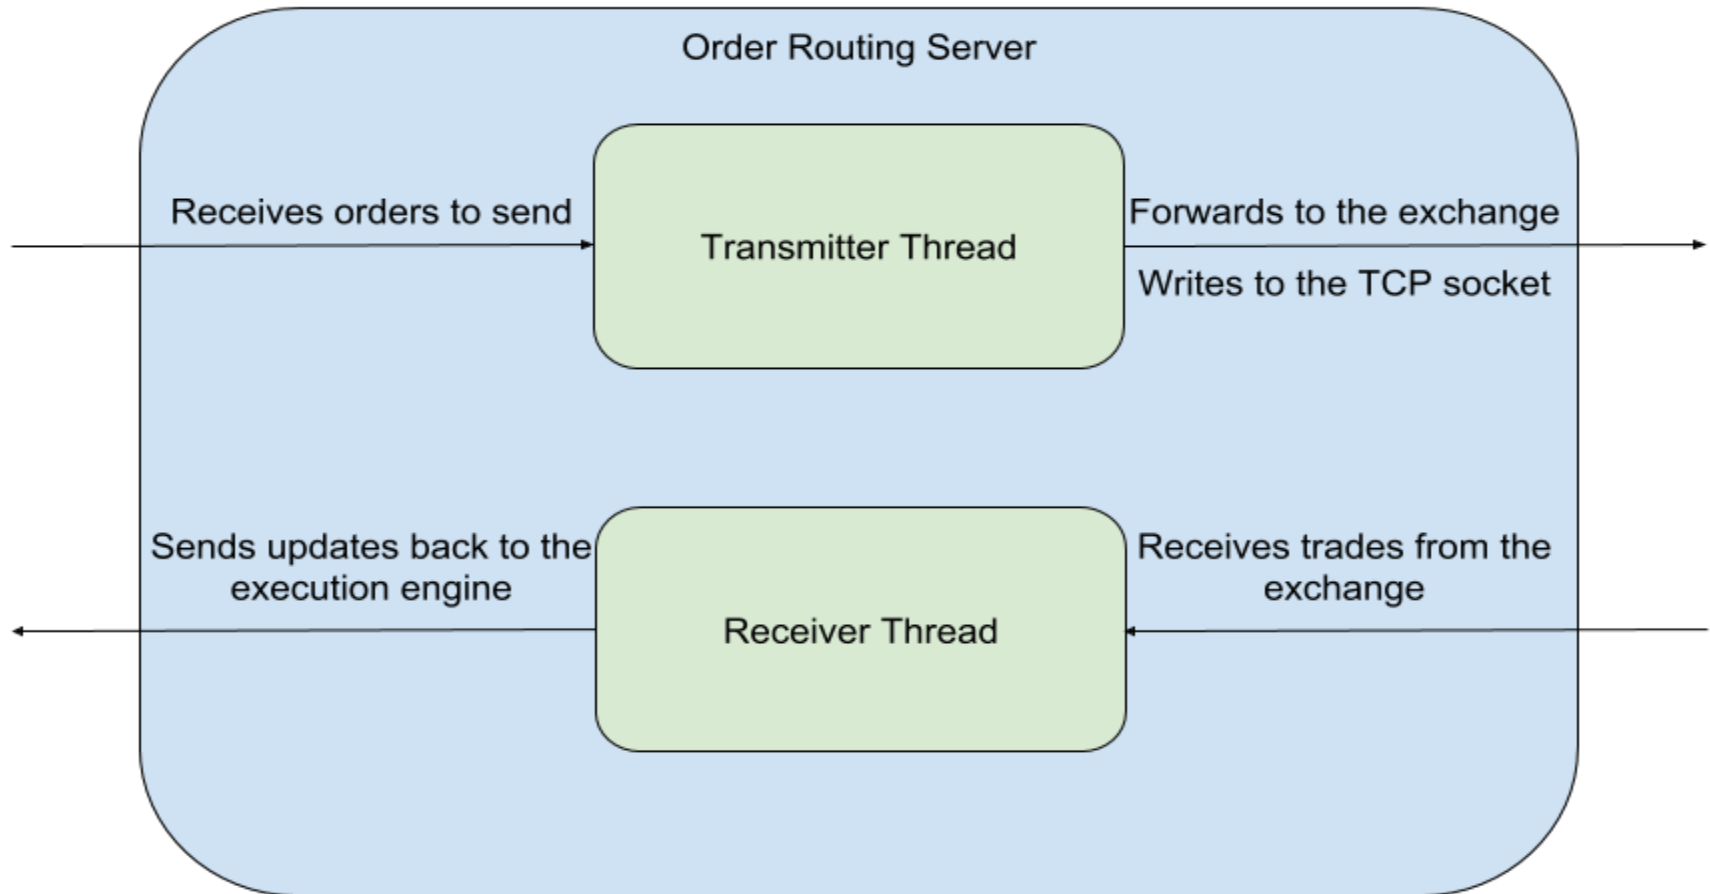 Order Routing Server
Receives orders to send
Transmitter Thread
Forwards to the exchange
Writes to the TCP socket
Sends updates back to the
execution engine
Receiver Thread
Receives trades from the
exchange